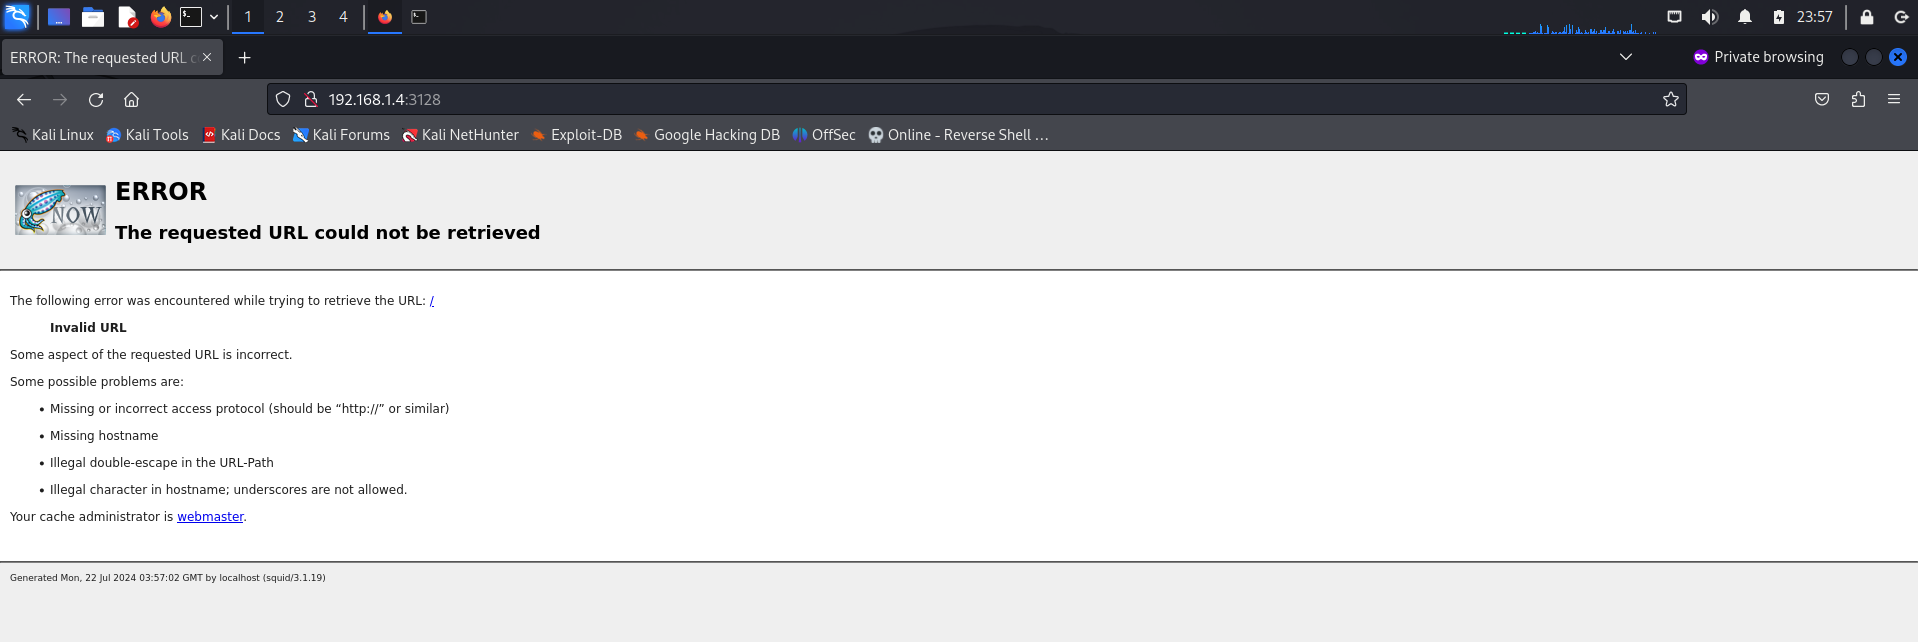 1 2 3 4 23:57
ERROR: The requested URL c Private browsing
192.168.1.4:3128
Kali Linux Kali Tools Kali Docs Kali Forums Kali NetHunter Exploit-DB Google Hacking DB OffSec Online - Reverse Shell …
NOW
ERROR
The requested URL could not be retrieved
The following error was encountered while trying to retrieve the URL: /
Invalid URL
Some aspect of the requested URL is incorrect.
Some possible problems are:
• Missing or incorrect access protocol (should be “http://” or similar)
• Missing hostname
• Illegal double-escape in the URL-Path
• Illegal character in hostname; underscores are not allowed.
Your cache administrator is webmaster.
Generated Mon, 22 Jul 2024 03:57:02 GMT by localhost (squid/3.1.19)